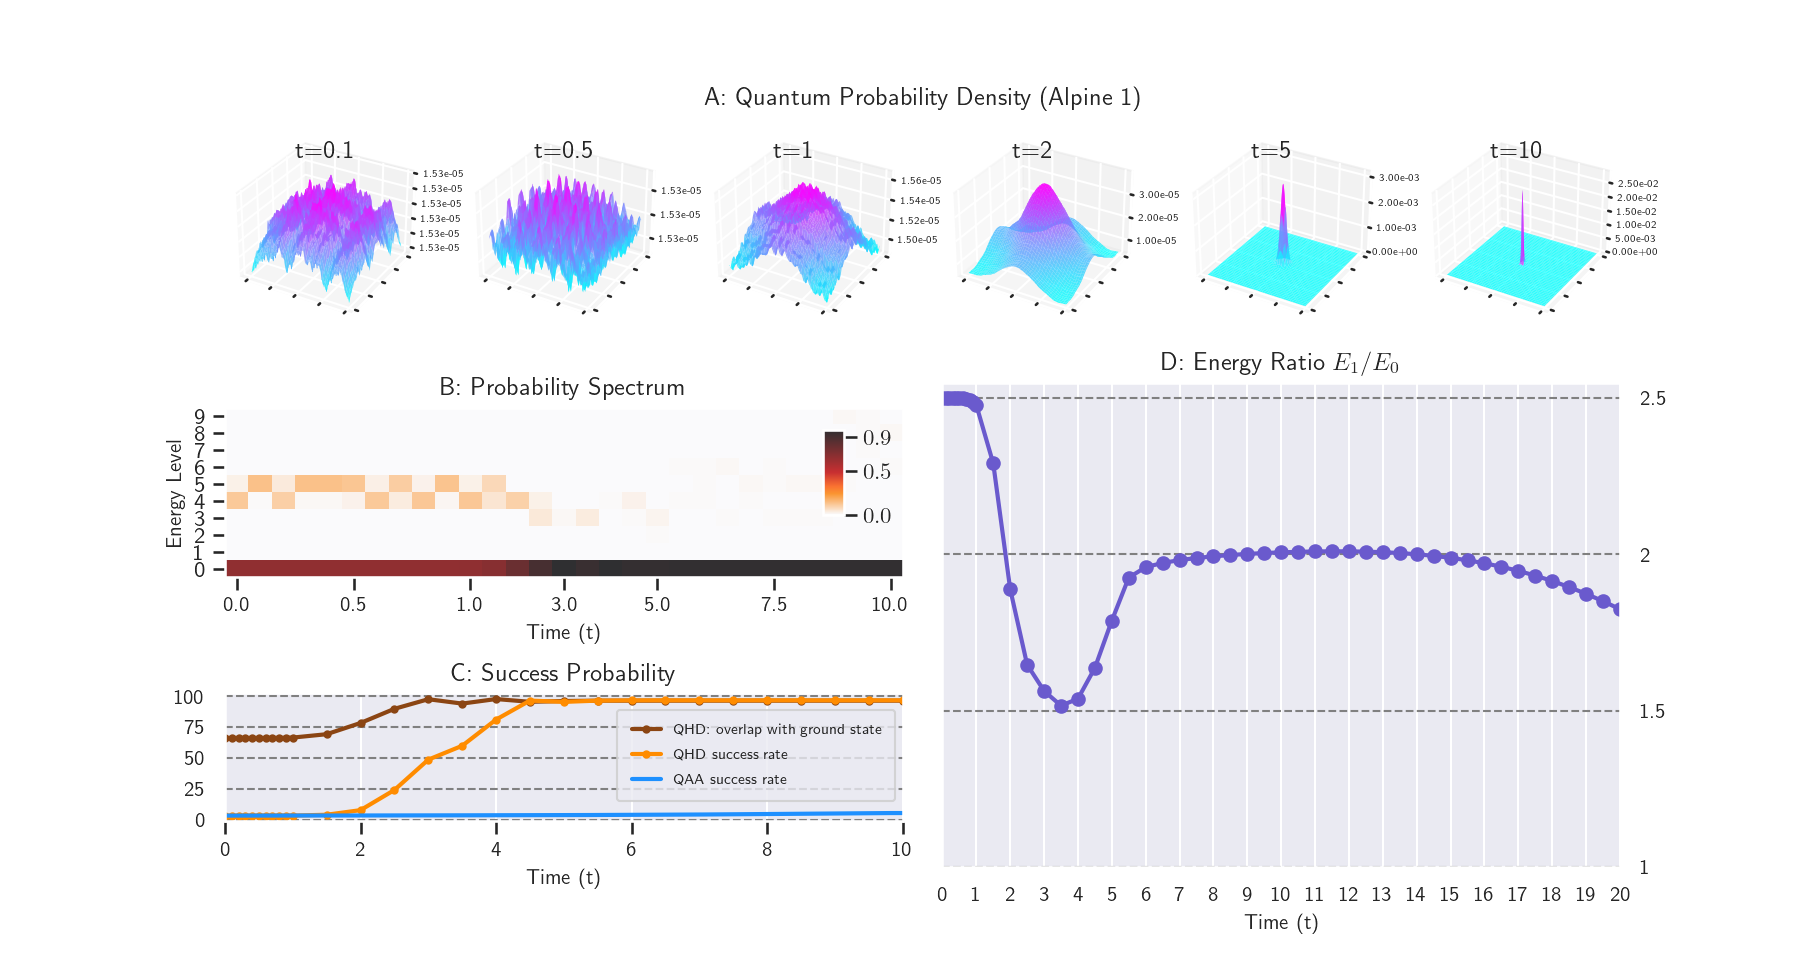 A: Quantum Probability Density (Alpine 1)
t=0.1
t=0.5
t=1
t=2
t=5
t=10
1.53e-05
1.53e-05
1.53e-05
1.53e-05
1.53e-05
1.53e-05
1.53e-05
1.53e-05
1.53e-05
1.56e-05
1.54e-05
1.52e-05
1.50e-05
3.00e-05
2.00e-05
1.00e-05
3.00e-03
2.00e-03
1.00e-03
0.00e+00
2.50e-02
2.00e-02
1.50e-02
1.00e-02
5.00e-03
0.00e+00
B: Probability Spectrum
Energy Level
9
8
7
6
5
4
3
2
1
0
0.9
0.5
0.0
0.0 0.5 1.0 3.0 5.0 7.5 10.0
Time (t)
C: Success Probability
100
75
50
25
0
QHD: overlap with ground state
QHD success rate
QAA success rate
0 2 4 6 8 10
Time (t)
D: Energy Ratio E₁/E₀
2.5
2
1.5
1
0 1 2 3 4 5 6 7 8 9 10 11 12 13 14 15 16 17 18 19 20
Time (t)